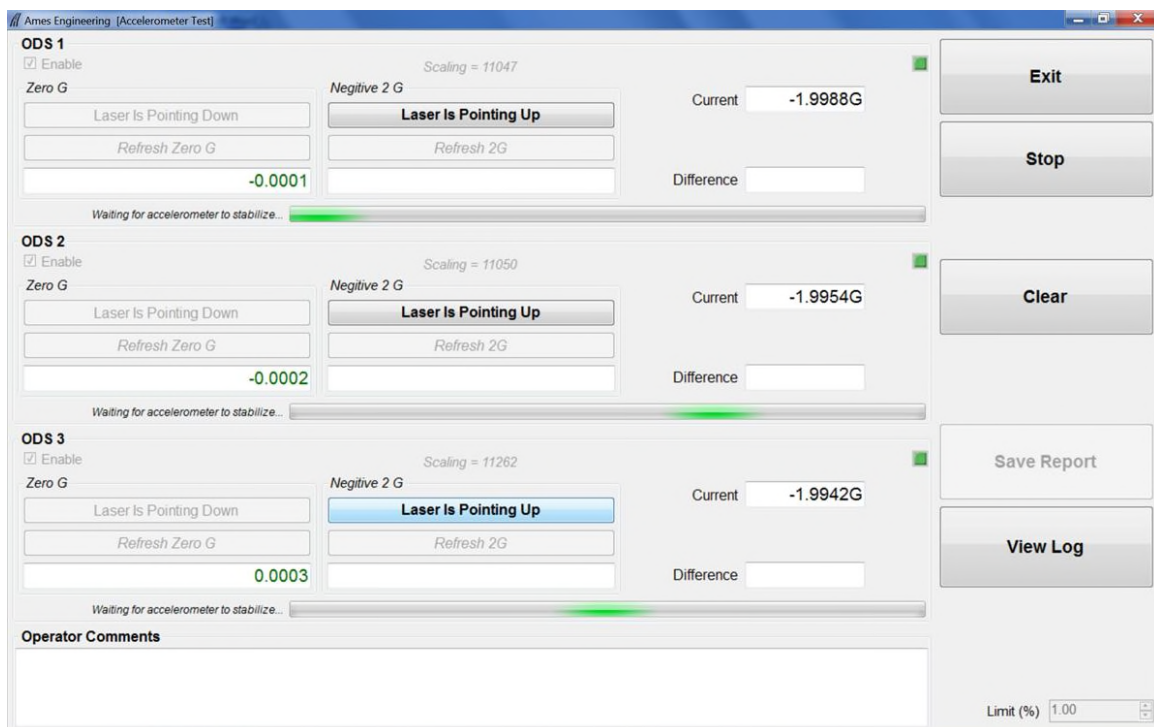 Ames Engineering [Accelerometer Test]
ODS 1
Enable
Scaling = 11047
Zero G
Negitive 2 G
Laser Is Pointing Down
Laser Is Pointing Up
Current -1.9988G
Refresh Zero G
Refresh 2G
-0.0001
Difference
Waiting for accelerometer to stabilize...
ODS 2
Enable
Scaling = 11050
Zero G
Negitive 2 G
Laser Is Pointing Down
Laser Is Pointing Up
Current -1.9954G
Refresh Zero G
Refresh 2G
-0.0002
Difference
Waiting for accelerometer to stabilize...
ODS 3
Enable
Scaling = 11262
Zero G
Negitive 2 G
Laser Is Pointing Down
Laser Is Pointing Up
Current -1.9942G
Refresh Zero G
Refresh 2G
0.0003
Difference
Waiting for accelerometer to stabilize...
Operator Comments
Exit
Stop
Clear
Save Report
View Log
Limit (%) 1.00